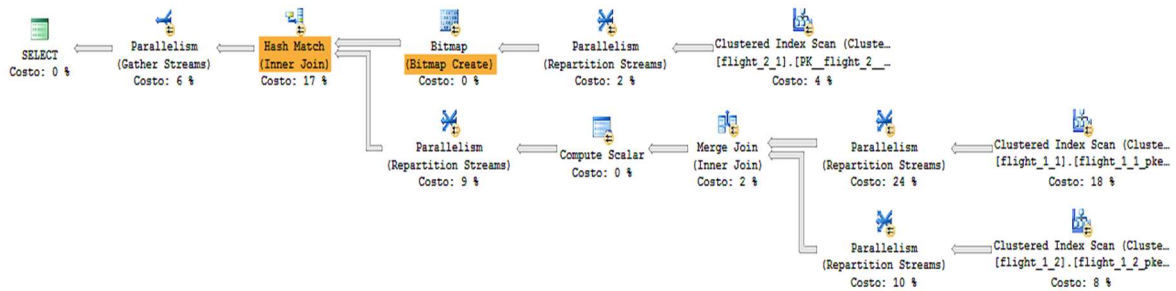 SELECT
Costo: 0 %
Parallelism
(Gather Streams)
Costo: 6 %
Hash Match
(Inner Join)
Costo: 17 %
Bitmap
(Bitmap Create)
Costo: 0 %
Parallelism
(Repartition Streams)
Costo: 2 %
Clustered Index Scan (Cluste…
[flight_2_1].[PK__flight_2__…
Costo: 4 %
Parallelism
(Repartition Streams)
Costo: 9 %
Compute Scalar
Costo: 0 %
Merge Join
(Inner Join)
Costo: 2 %
Parallelism
(Repartition Streams)
Costo: 24 %
Clustered Index Scan (Cluste…
[flight_1_1].[flight_1_1_pke…
Costo: 18 %
Parallelism
(Repartition Streams)
Costo: 10 %
Clustered Index Scan (Cluste…
[flight_1_2].[flight_1_2_pke…
Costo: 8 %